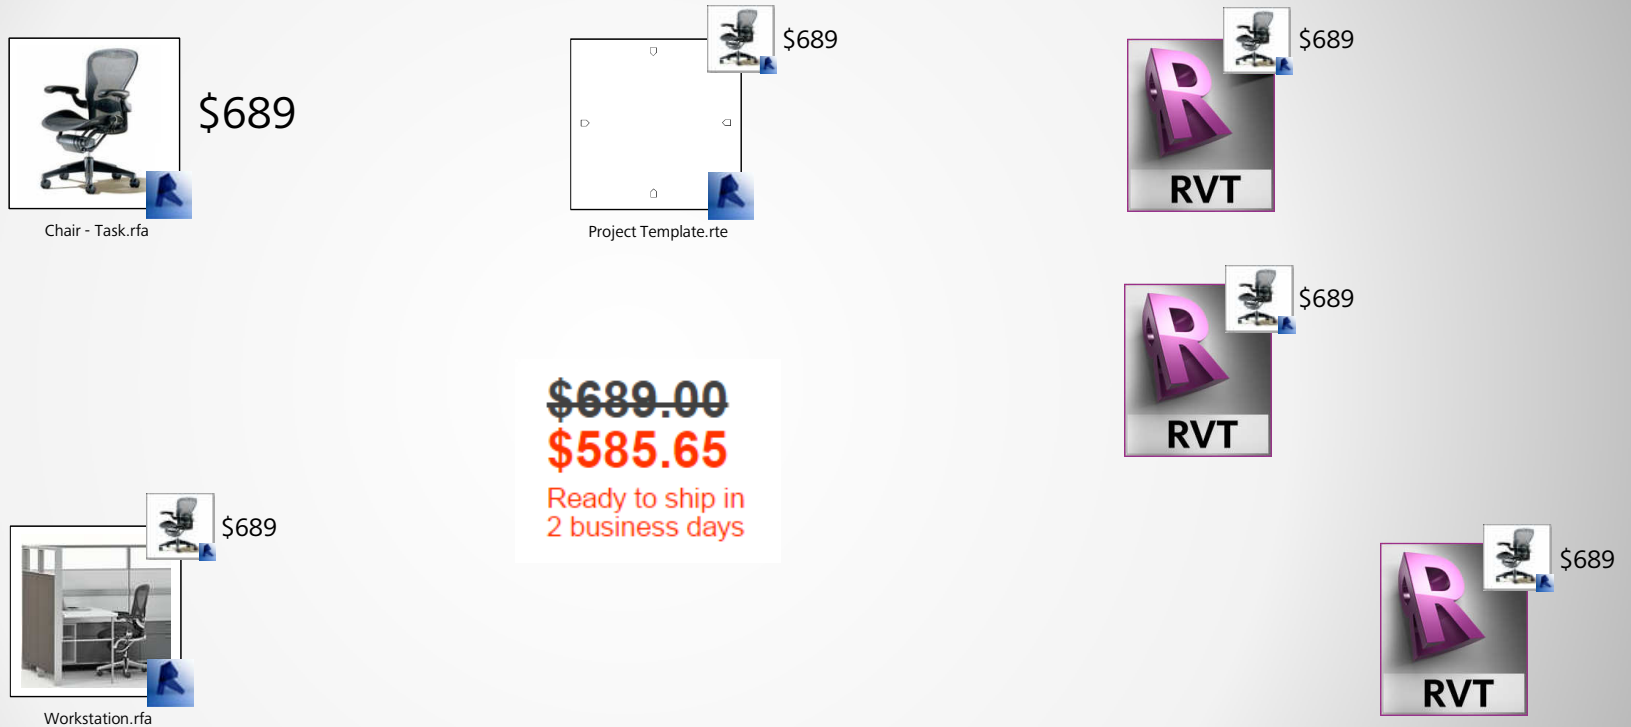 $689
Chair - Task.rfa
$689
Project Template.rte
$689
RVT
$689
RVT
$689.00
$585.65
Ready to ship in
2 business days
$689
Workstation.rfa
$689
RVT